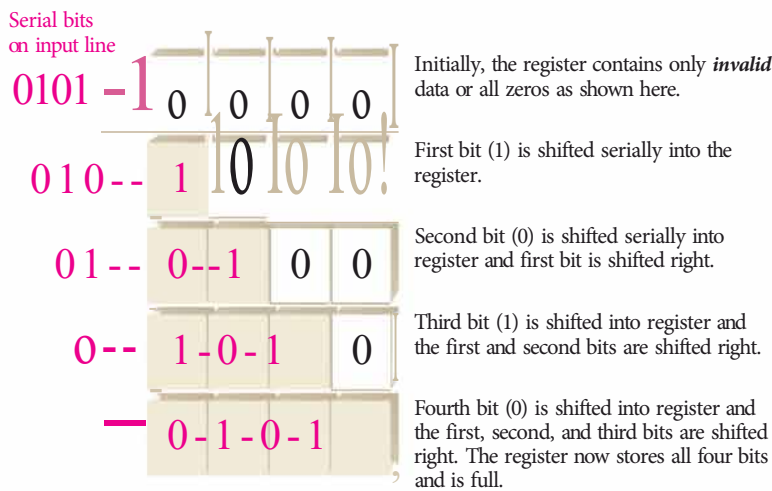 Serial bits
on input line
0101 -1 0 0 0 0
Initially, the register contains only invalid
data or all zeros as shown here.
010-- 1 10 10 10!
First bit (1) is shifted serially into the
register.
01-- 0--1 0 0
Second bit (0) is shifted serially into
register and first bit is shifted right.
0-- 1-0-1 0
Third bit (1) is shifted into register and
the first and second bits are shifted right.
— 0-1-0-1
Fourth bit (0) is shifted into register and
the first, second, and third bits are shifted
right. The register now stores all four bits
and is full.